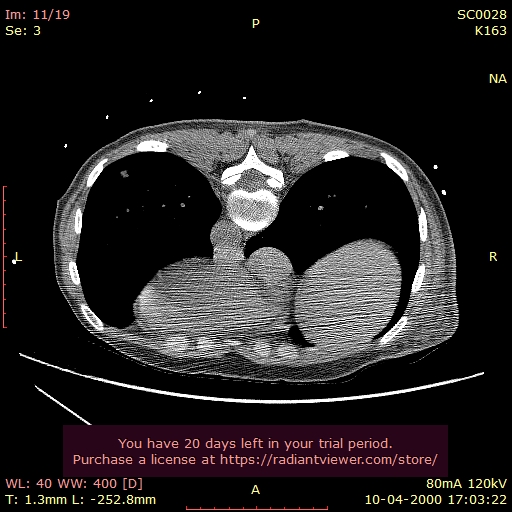 Im: 11/19
Se: 3
P
SC0028
K163
NA
L
R
You have 20 days left in your trial period.
Purchase a license at https://radiantviewer.com/store/
WL: 40 WW: 400 [D]
T: 1.3mm L: -252.8mm
A
80mA 120kV
10-04-2000 17:03:22